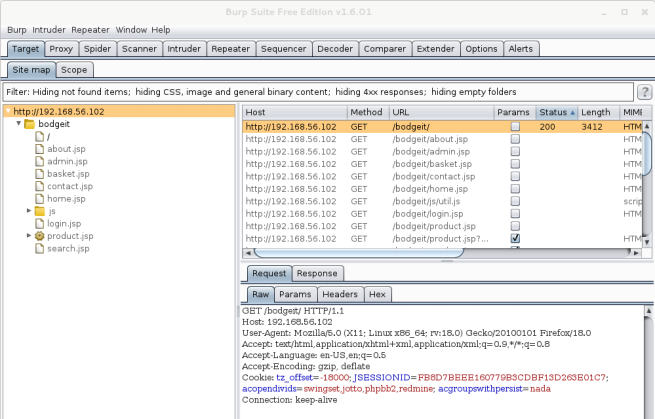 Burp Suite Free Edition v1.6.01
Burp Intruder Repeater Window Help
Target Proxy Spider Scanner Intruder Repeater Sequencer Decoder Comparer Extender Options Alerts
Site map Scope
Filter: Hiding not found items; hiding CSS, image and general binary content; hiding 4xx responses; hiding empty folders
?
http://192.168.56.102
bodgeit
/
about.jsp
admin.jsp
basket.jsp
contact.jsp
home.jsp
js
login.jsp
product.jsp
search.jsp
Host Method URL Params Status Length MIME
http://192.168.56.102 GET /bodgeit/ 200 3412 HTM
http://192.168.56.102 GET /bodgeit/about.jsp HTM
http://192.168.56.102 GET /bodgeit/admin.jsp HTM
http://192.168.56.102 GET /bodgeit/basket.jsp HTM
http://192.168.56.102 GET /bodgeit/contact.jsp HTM
http://192.168.56.102 GET /bodgeit/home.jsp HTM
http://192.168.56.102 GET /bodgeit/js/util.js scrip
http://192.168.56.102 GET /bodgeit/login.jsp HTM
http://192.168.56.102 GET /bodgeit/product.jsp
http://192.168.56.102 GET /bodgeit/product.jsp?... HTM
Request Response
Raw Params Headers Hex
GET /bodgeit/ HTTP/1.1
Host: 192.168.56.102
User-Agent: Mozilla/5.0 (X11; Linux x86_64; rv:18.0) Gecko/20100101 Firefox/18.0
Accept: text/html,application/xhtml+xml,application/xml;q=0.9,*/*;q=0.8
Accept-Language: en-US,en;q=0.5
Accept-Encoding: gzip, deflate
Cookie: tz_offset=-18000; JSESSIONID=FB8D7BEEE160779B3CDBF13D263E01C7;
acopendivids=swingset,jotto,phpbb2,redmine; acgroupswithpersist=nada
Connection: keep-alive